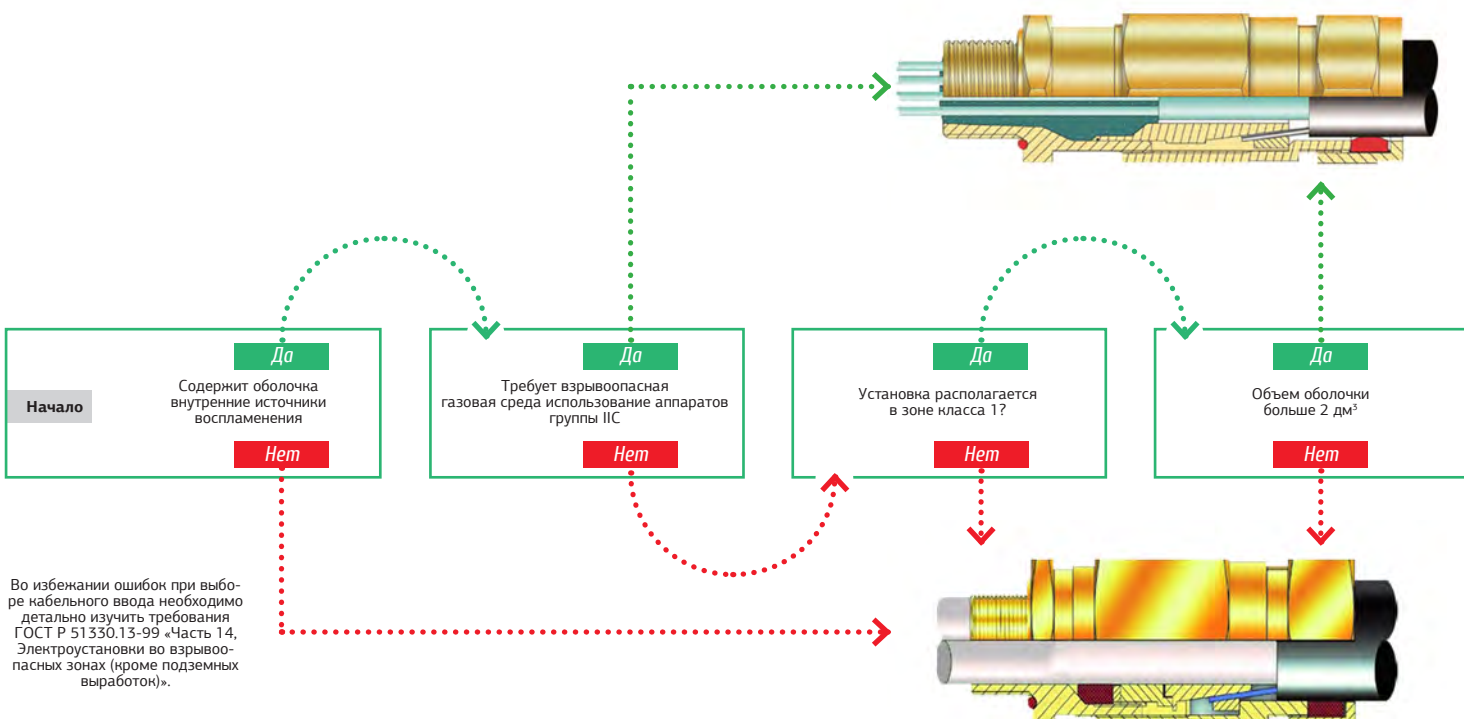 Начало
Да
Содержит оболочка
внутренние источники
воспламенения
Нет
Да
Требует взрывоопасная
газовая среда использование аппаратов
группы IIC
Нет
Да
Установка располагается
в зоне класса 1?
Нет
Да
Объем оболочки
больше 2 дм³
Нет
Во избежании ошибок при выбо-
ре кабельного ввода необходимо
детально изучить требования
ГОСТ Р 51330.13-99 «Часть 14,
Электроустановки во взрывоо-
пасных зонах (кроме подземных
выработок)».